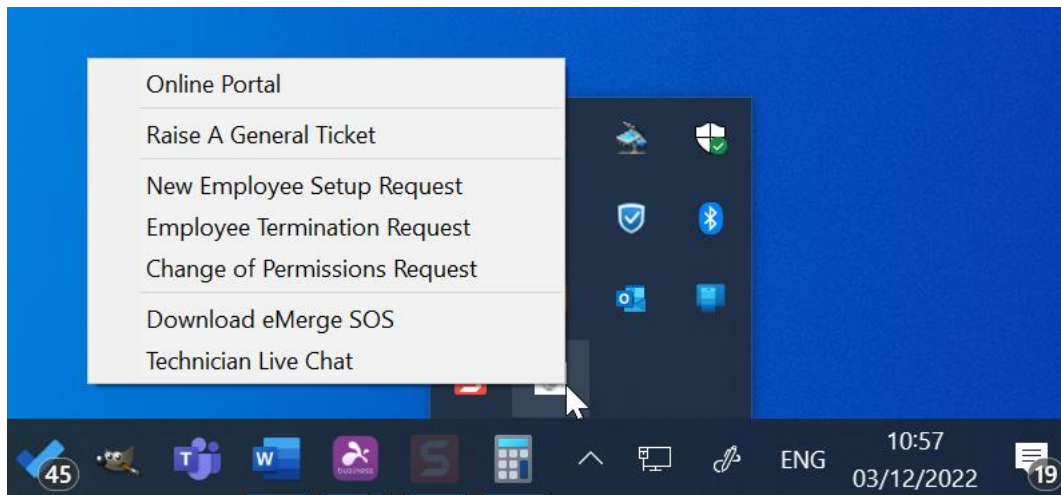 Online Portal
Raise A General Ticket
New Employee Setup Request
Employee Termination Request
Change of Permissions Request
Download eMerge SOS
Technician Live Chat
45
T
W
business
S
ENG
10:57
03/12/2022
19